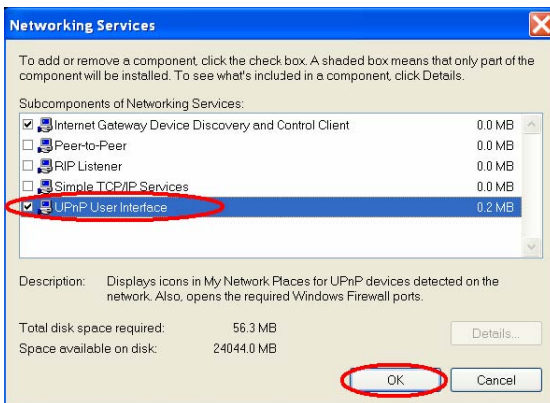 Networking Services
To add or remove a component, click the check box. A shaded box means that only part of the
component will be installed. To see what's included in a component, click Details.
Subcomponents of Networking Services:
Internet Gateway Device Discovery and Control Client 0.0 MB
Peer-to-Peer 0.0 MB
RIP Listener 0.0 MB
Simple TCP/IP Services 0.0 MB
UPnP User Interface 0.2 MB
Description: Displays icons in My Network Places for UPnP devices detected on the
network. Also, opens the required Windows Firewall ports.
Total disk space required: 56.3 MB
Details...
Space available on disk: 24044.0 MB
OK Cancel